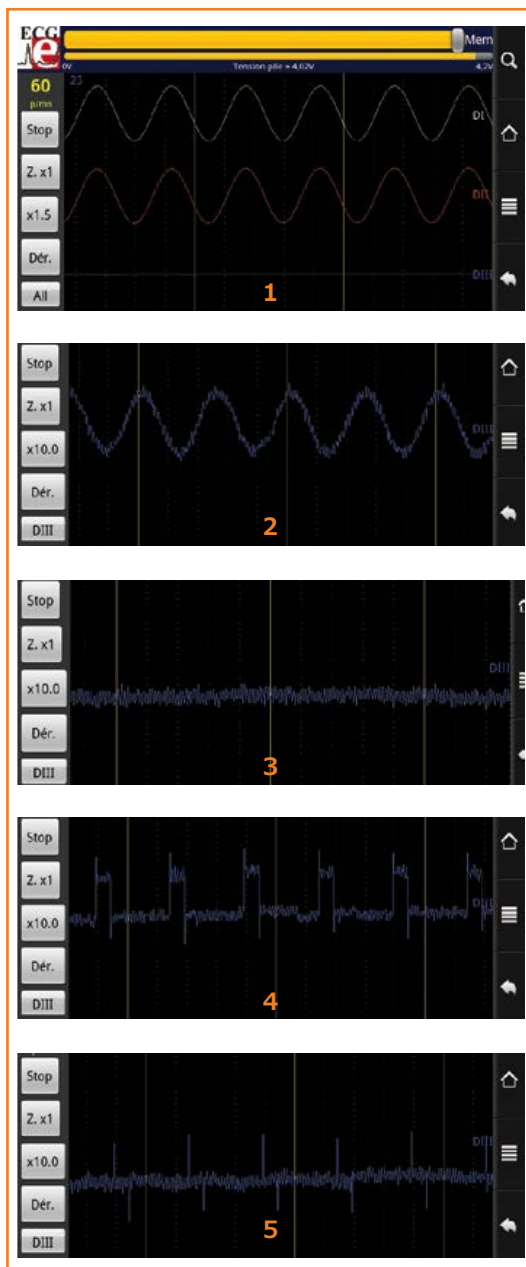 ECG
e
Mem
0V
Tension pile = 4,02V
4,2V
60
p/mn
23
Stop
DI
Z. x1
x1.5
DII
Dér.
DIII
All
1
Stop
Z. x1
DIII
x10.0
Dér.
DIII
2
Stop
Z. x1
DIII
x10.0
Dér.
DIII
3
Stop
Z. x1
DIII
x10.0
Dér.
DIII
4
Stop
Z. x1
DIII
x10.0
Dér.
DIII
5